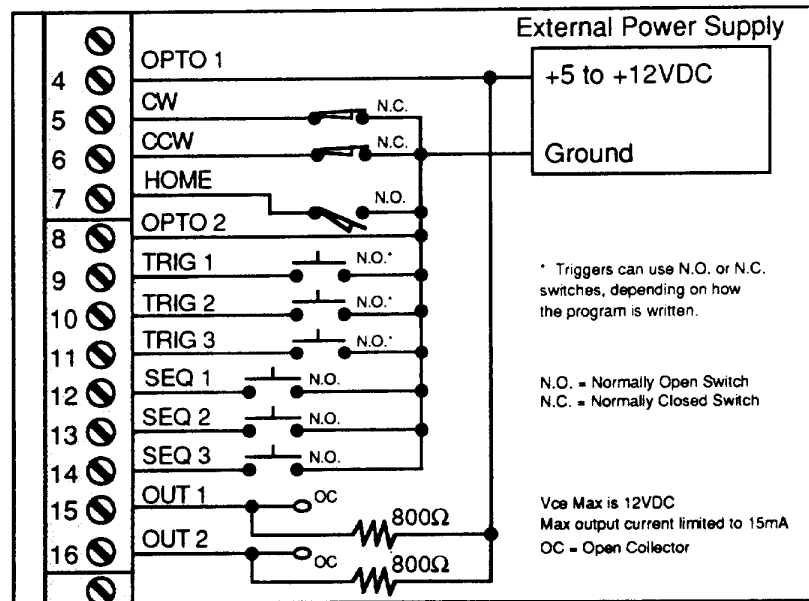 External Power Supply
+5 to +12VDC
Ground
4 OPTO 1
5 CW N.C.
6 CCW N.C.
7 HOME N.O.
8 OPTO 2
9 TRIG 1 N.O.*
10 TRIG 2 N.O.*
11 TRIG 3 N.O.*
12 SEQ 1 N.O.
13 SEQ 2 N.O.
14 SEQ 3 N.O.
15 OUT 1 OC 800Ω
16 OUT 2 OC 800Ω
* Triggers can use N.O. or N.C.
switches, depending on how
the program is written.
N.O. = Normally Open Switch
N.C. = Normally Closed Switch
Vce Max is 12VDC
Max output current limited to 15mA
OC = Open Collector